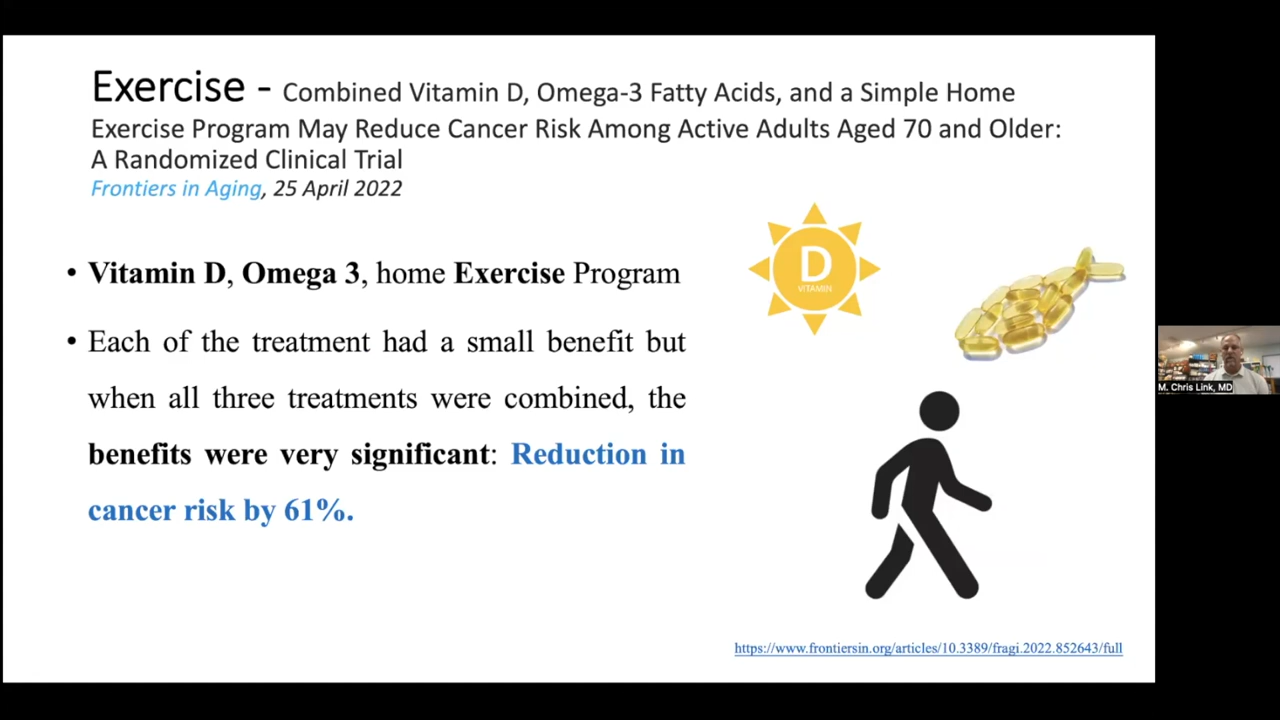 Exercise - Combined Vitamin D, Omega-3 Fatty Acids, and a Simple Home
Exercise Program May Reduce Cancer Risk Among Active Adults Aged 70 and Older:
A Randomized Clinical Trial
Frontiers in Aging, 25 April 2022
• Vitamin D, Omega 3, home Exercise Program
• Each of the treatment had a small benefit but
when all three treatments were combined, the
benefits were very significant: Reduction in
cancer risk by 61%.
D
VITAMIN
M. Chris Link, MD
https://www.frontiersin.org/articles/10.3389/fragi.2022.852643/full